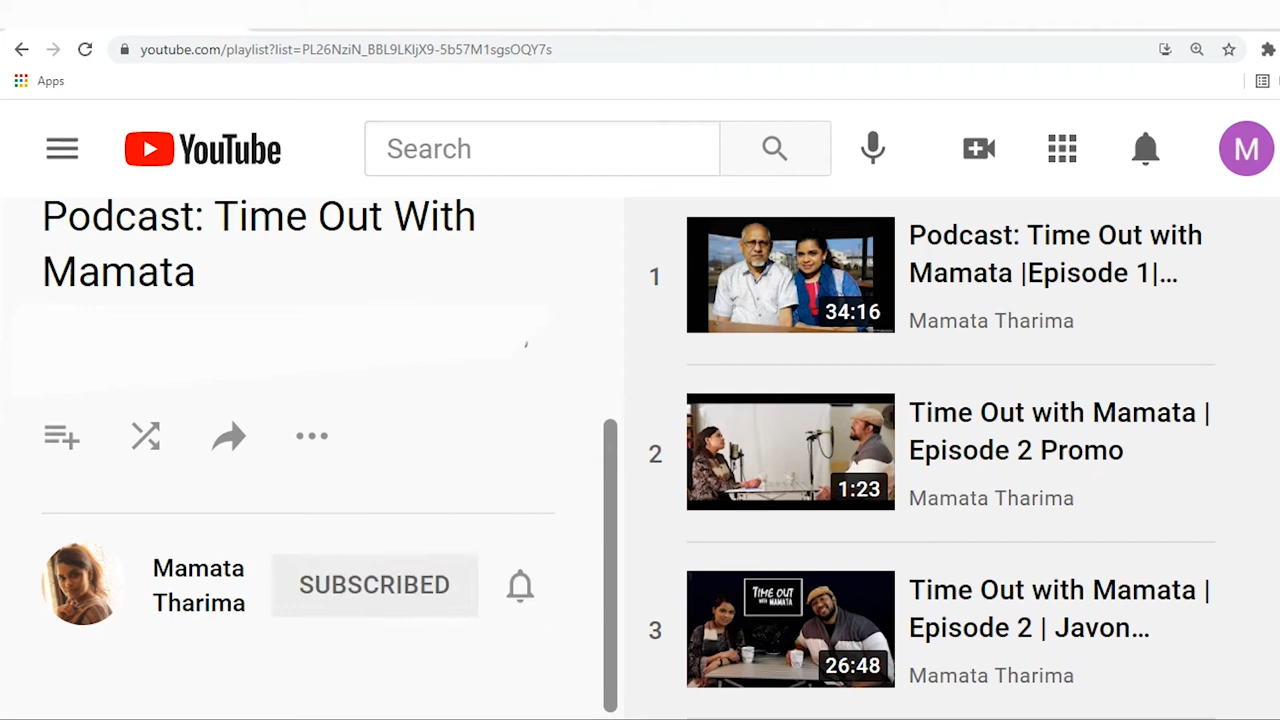 youtube.com/playlist?list=PL26NziN_BBL9LKIjX9-5b57M1sgsOQY7s
Apps
YouTube
Search
M
Podcast: Time Out With
Mamata
Mamata
Tharima
SUBSCRIBED
1
34:16
Podcast: Time Out with
Mamata |Episode 1|...
Mamata Tharima
2
1:23
Time Out with Mamata |
Episode 2 Promo
Mamata Tharima
3
TIME OUT
WITH MAMATA
26:48
Time Out with Mamata |
Episode 2 | Javon...
Mamata Tharima